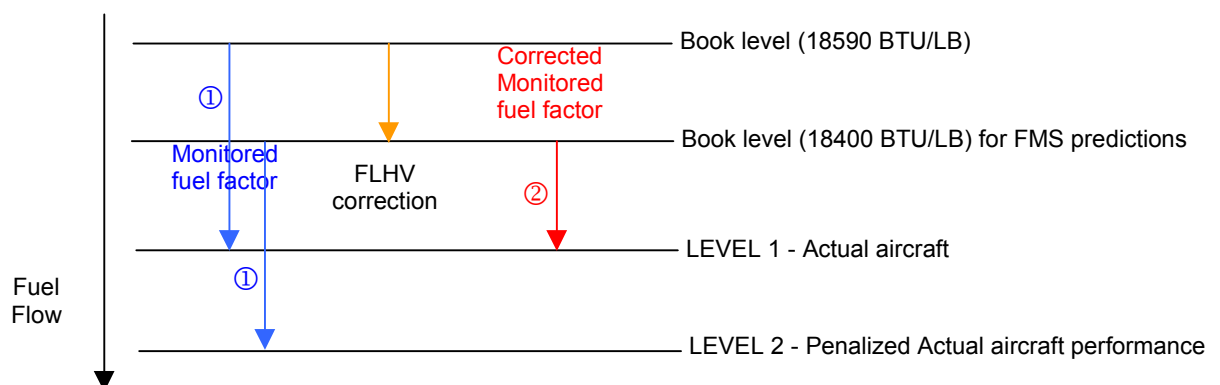 Book level (18590 BTU/LB)
Corrected
Monitored
fuel factor
①
Book level (18400 BTU/LB) for FMS predictions
Monitored
fuel factor
FLHV
correction
②
LEVEL 1 - Actual aircraft
①
Fuel
Flow
LEVEL 2 - Penalized Actual aircraft performance